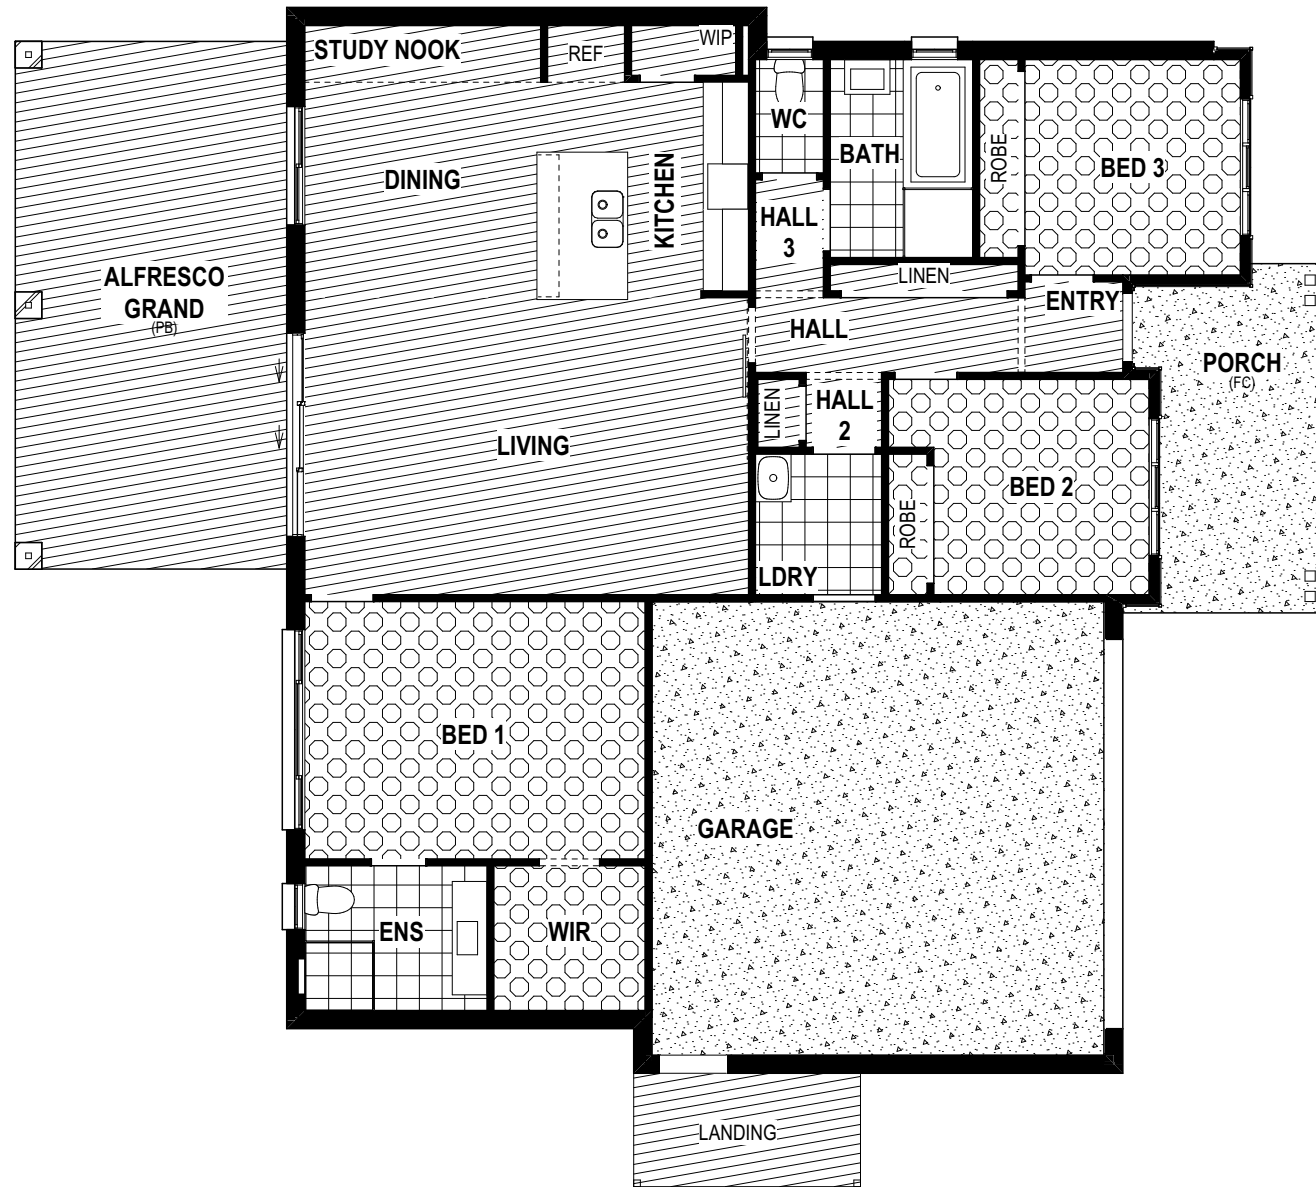 STUDY NOOK
REF
WIP
WC
BATH
ROBE
BED 3
DINING
KITCHEN
HALL
3
ALFRESCO
GRAND
(PB)
LINEN
ENTRY
HALL
PORCH
(FC)
LINEN
HALL
2
LIVING
BED 2
ROBE
LDRY
BED 1
GARAGE
ENS
WIR
LANDING